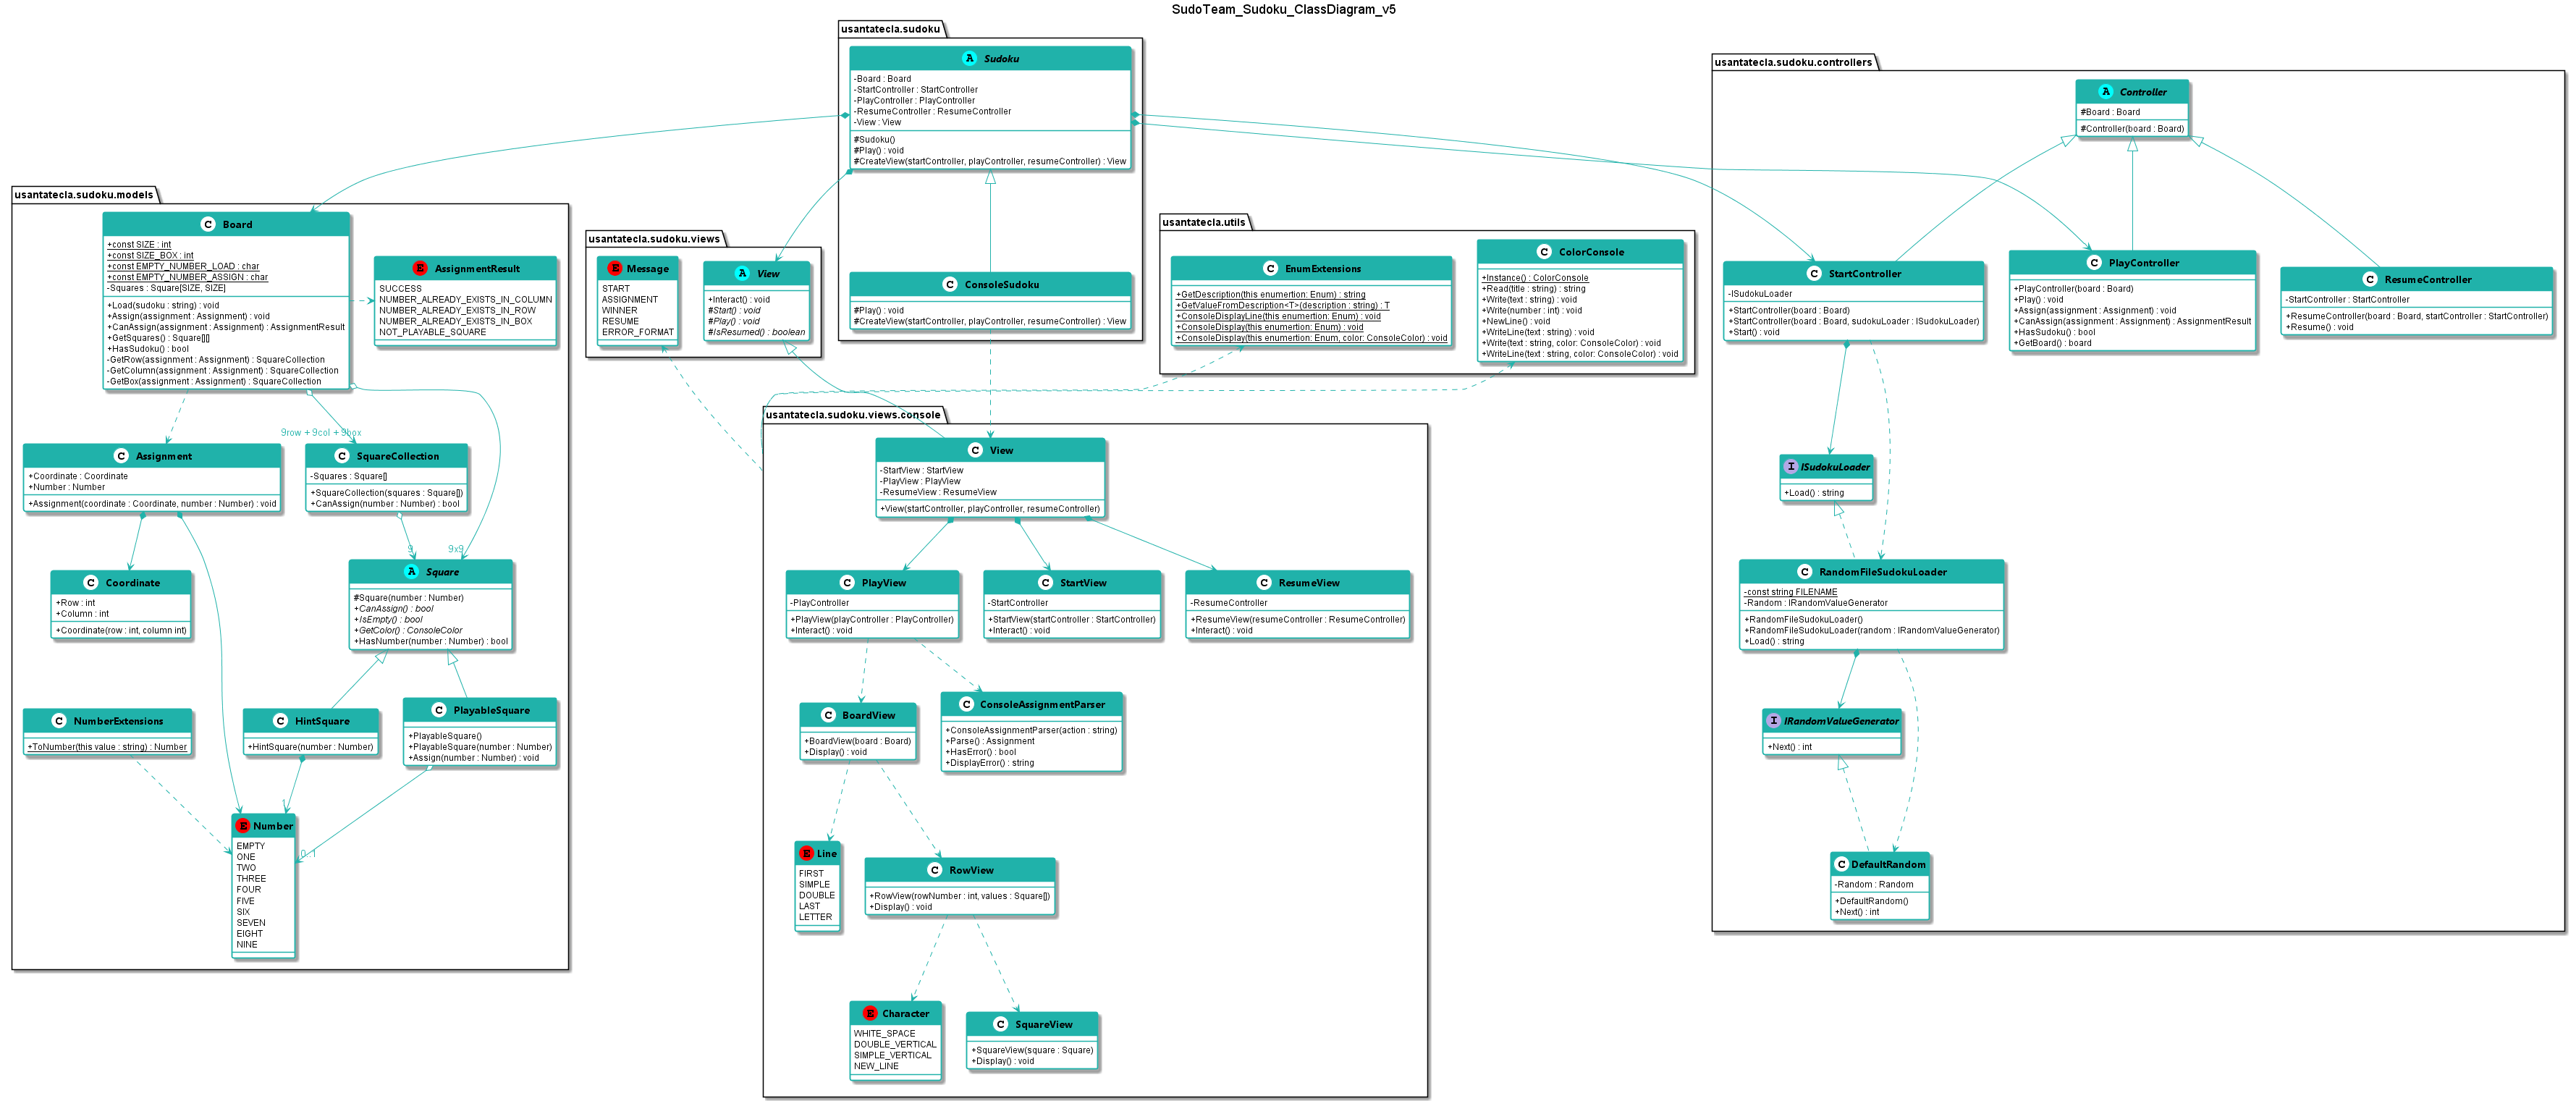 SudoTeam_Sudoku_ClassDiagram_v5
usantatecla.sudoku
Sudoku
-Board : Board
-StartController : StartController
-PlayController : PlayController
-ResumeController : ResumeController
-View : View
#Sudoku()
#Play() : void
#CreateView(startController, playController, resumeController) : View
ConsoleSudoku
#Play() : void
#CreateView(startController, playController, resumeController) : View
usantatecla.sudoku.models
Board
+const SIZE : int
+const SIZE_BOX : int
+const EMPTY_NUMBER_LOAD : char
+const EMPTY_NUMBER_ASSIGN : char
-Squares : Square[SIZE, SIZE]
+Load(sudoku : string) : void
+Assign(assignment : Assignment) : void
+CanAssign(assignment : Assignment) : AssignmentResult
+GetSquares() : Square[][]
+HasSudoku() : bool
-GetRow(assignment : Assignment) : SquareCollection
-GetColumn(assignment : Assignment) : SquareCollection
-GetBox(assignment : Assignment) : SquareCollection
AssignmentResult
SUCCESS
NUMBER_ALREADY_EXISTS_IN_COLUMN
NUMBER_ALREADY_EXISTS_IN_ROW
NUMBER_ALREADY_EXISTS_IN_BOX
NOT_PLAYABLE_SQUARE
9row + 9col + 9box
Assignment
+Coordinate : Coordinate
+Number : Number
+Assignment(coordinate : Coordinate, number : Number) : void
SquareCollection
-Squares : Square[]
+SquareCollection(squares : Square[])
+CanAssign(number : Number) : bool
9
9x9
Coordinate
+Row : int
+Column : int
+Coordinate(row : int, column int)
Square
#Square(number : Number)
+CanAssign() : bool
+IsEmpty() : bool
+GetColor() : ConsoleColor
+HasNumber(number : Number) : bool
NumberExtensions
+ToNumber(this value : string) : Number
HintSquare
+HintSquare(number : Number)
PlayableSquare
+PlayableSquare()
+PlayableSquare(number : Number)
+Assign(number : Number) : void
1
0..1
Number
EMPTY
ONE
TWO
THREE
FOUR
FIVE
SIX
SEVEN
EIGHT
NINE
usantatecla.sudoku.views
Message
START
ASSIGNMENT
WINNER
RESUME
ERROR_FORMAT
View
+Interact() : void
#Start() : void
#Play() : void
#IsResumed() : boolean
usantatecla.utils
EnumExtensions
+GetDescription(this enumertion: Enum) : string
+GetValueFromDescription<T>(description : string) : T
+ConsoleDisplayLine(this enumertion: Enum) : void
+ConsoleDisplay(this enumertion: Enum) : void
+ConsoleDisplay(this enumertion: Enum, color: ConsoleColor) : void
ColorConsole
+Instance() : ColorConsole
+Read(title : string) : string
+Write(text : string) : void
+Write(number : int) : void
+NewLine() : void
+WriteLine(text : string) : void
+Write(text : string, color: ConsoleColor) : void
+WriteLine(text : string, color: ConsoleColor) : void
usantatecla.sudoku.views.console
View
-StartView : StartView
-PlayView : PlayView
-ResumeView : ResumeView
+View(startController, playController, resumeController)
PlayView
-PlayController
+PlayView(playController : PlayController)
+Interact() : void
StartView
-StartController
+StartView(startController : StartController)
+Interact() : void
ResumeView
-ResumeController
+ResumeView(resumeController : ResumeController)
+Interact() : void
BoardView
+BoardView(board : Board)
+Display() : void
ConsoleAssignmentParser
+ConsoleAssignmentParser(action : string)
+Parse() : Assignment
+HasError() : bool
+DisplayError() : string
Line
FIRST
SIMPLE
DOUBLE
LAST
LETTER
RowView
+RowView(rowNumber : int, values : Square[])
+Display() : void
Character
WHITE_SPACE
DOUBLE_VERTICAL
SIMPLE_VERTICAL
NEW_LINE
SquareView
+SquareView(square : Square)
+Display() : void
usantatecla.sudoku.controllers
Controller
#Board : Board
#Controller(board : Board)
StartController
-ISudokuLoader
+StartController(board : Board)
+StartController(board : Board, sudokuLoader : ISudokuLoader)
+Start() : void
PlayController
+PlayController(board : Board)
+Play() : void
+Assign(assignment : Assignment) : void
+CanAssign(assignment : Assignment) : AssignmentResult
+HasSudoku() : bool
+GetBoard() : board
ResumeController
-StartController : StartController
+ResumeController(board : Board, startController : StartController)
+Resume() : void
ISudokuLoader
+Load() : string
RandomFileSudokuLoader
-const string FILENAME
-Random : IRandomValueGenerator
+RandomFileSudokuLoader()
+RandomFileSudokuLoader(random : IRandomValueGenerator)
+Load() : string
IRandomValueGenerator
+Next() : int
DefaultRandom
-Random : Random
+DefaultRandom()
+Next() : int